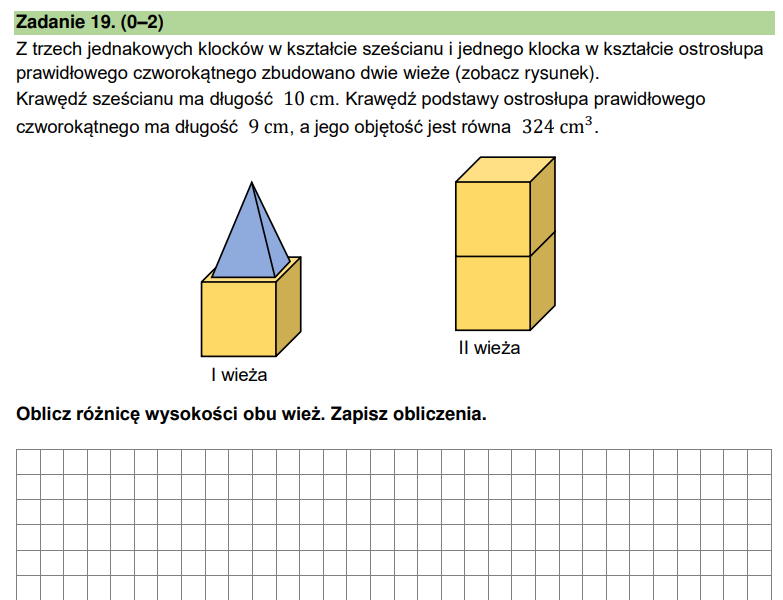 Zadanie 19. (0–2)
Z trzech jednakowych klocków w kształcie sześcianu i jednego klocka w kształcie ostrosłupa
prawidłowego czworokątnego zbudowano dwie wieże (zobacz rysunek).
Krawędź sześcianu ma długość 10 cm. Krawędź podstawy ostrosłupa prawidłowego
czworokątnego ma długość 9 cm, a jego objętość jest równa 324 cm³.
II wieża
I wieża
Oblicz różnicę wysokości obu wież. Zapisz obliczenia.